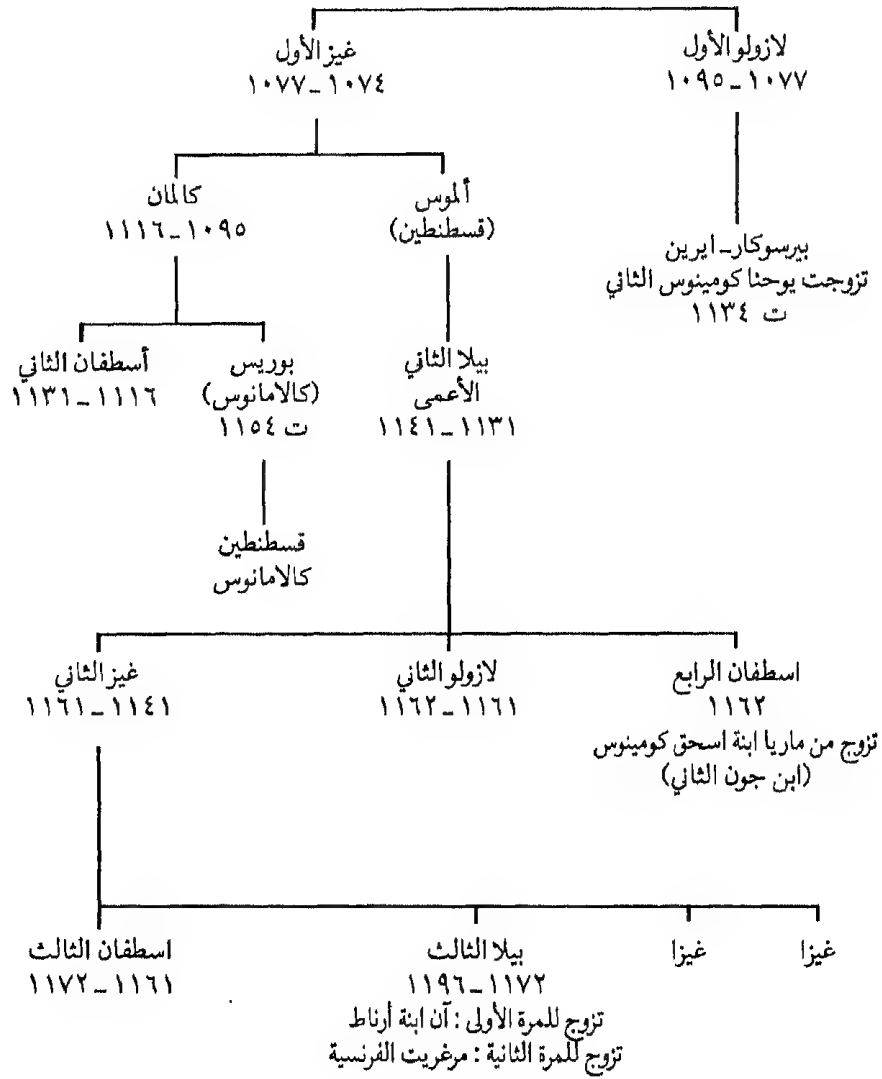 لازولو الأول
١٠٧٧ـ١٠٩٥
غيز الأول
١٠٧٤ـ١٠٧٧
بيرسوكارـ ايرين
تزوجت يوحنا كومينوس الثاني
ت ١١٣٤
ألموس
(قسطنطين)
كالمان
١٠٩٥ـ١١١٦
بيلا الثاني
الأعمى
١١٣١ـ١١٤١
بوريس
(كالامانوس)
ت ١١٥٤
أسطفان الثاني
١١١٦ـ١١٣١
قسطنطين
كالامانوس
اسطفان الرابع
١١٦٢
تزوج من ماريا ابنة اسحق كومينوس
(ابن جون الثاني)
لازولو الثاني
١١٦١ـ١١٦٢
غيز الثاني
١١٤١ـ١١٦١
غيزا
غيزا
بيلا الثالث
١١٧٢ـ١١٩٦
تزوج للمرة الأولى : آن ابنة أرناط
تزوج للمرة الثانية : مرغريت الفرنسية
اسطفان الثالث
١١٦١ـ١١٧٢